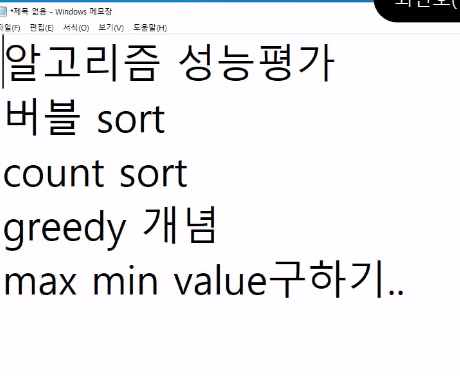 *제목 없음 - Windows 메모장
파일(F) 편집(E) 서식(O) 보기(V) 도움말(H)
알고리즘 성능평가
버블 sort
count sort
greedy 개념
max min value구하기..